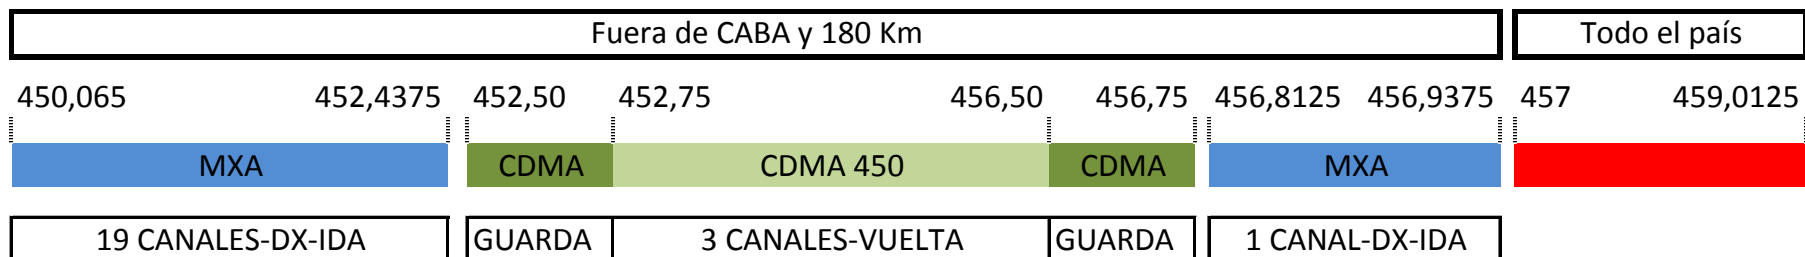 Fuera de CABA y 180 Km Todo el país
450,065 452,4375 452,50 452,75 456,50 456,75 456,8125 456,9375 457 459,0125
MXA CDMA CDMA 450 CDMA MXA
19 CANALES-DX-IDA GUARDA 3 CANALES-VUELTA GUARDA 1 CANAL-DX-IDA